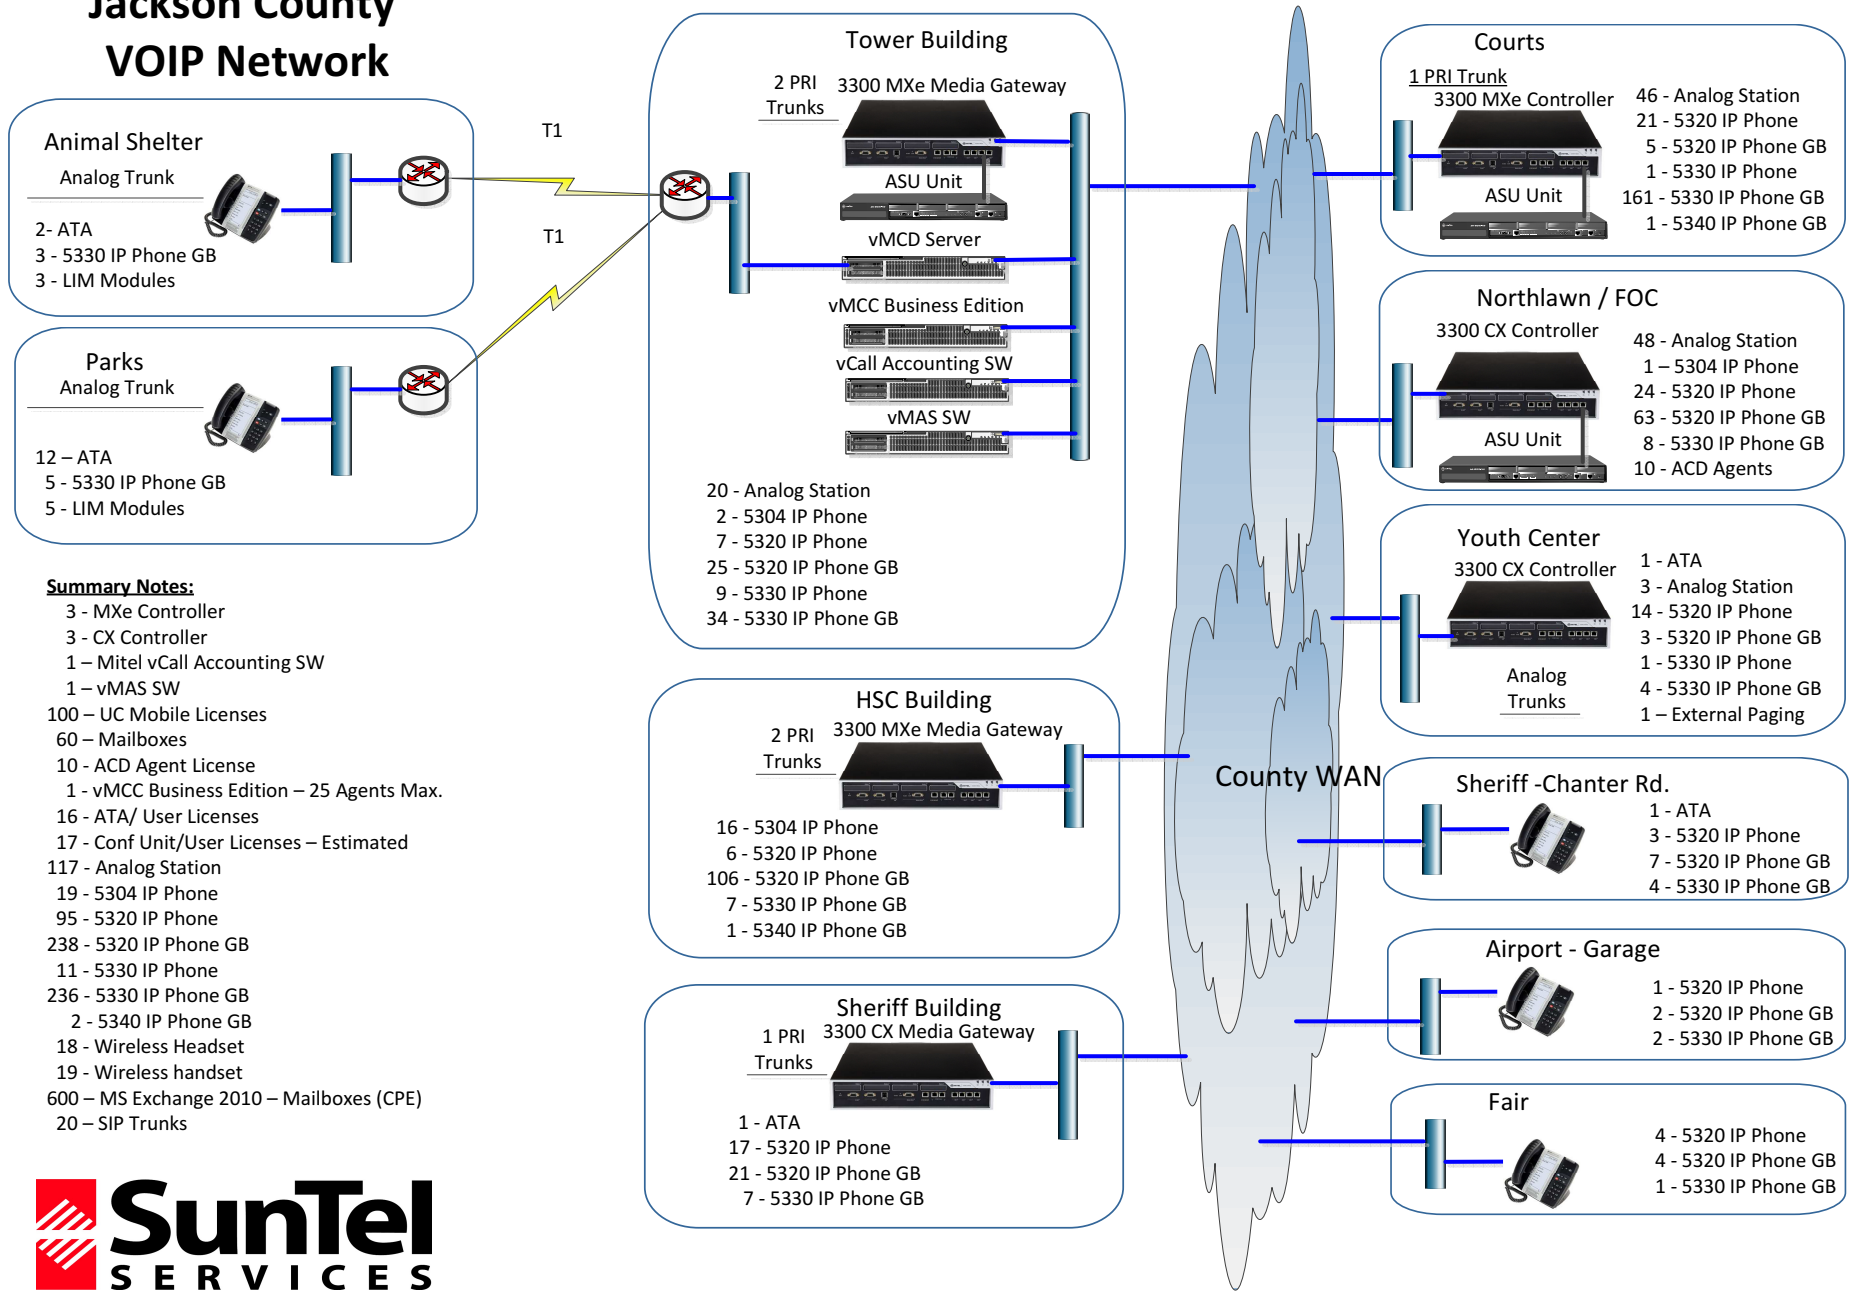 Jackson County
VOIP Network
Animal Shelter
Analog Trunk
2- ATA
3 - 5330 IP Phone GB
3 - LIM Modules
T1
T1
Parks
Analog Trunk
12 – ATA
5 - 5330 IP Phone GB
5 - LIM Modules
Summary Notes:
3 - MXe Controller
3 - CX Controller
1 – Mitel vCall Accounting SW
1 – vMAS SW
100 – UC Mobile Licenses
60 – Mailboxes
10 - ACD Agent License
1 - vMCC Business Edition – 25 Agents Max.
16 - ATA/ User Licenses
17 - Conf Unit/User Licenses – Estimated
117 - Analog Station
19 - 5304 IP Phone
95 - 5320 IP Phone
238 - 5320 IP Phone GB
11 - 5330 IP Phone
236 - 5330 IP Phone GB
2 - 5340 IP Phone GB
18 - Wireless Headset
19 - Wireless handset
600 – MS Exchange 2010 – Mailboxes (CPE)
20 – SIP Trunks
SunTel
SERVICES
Tower Building
2 PRI
Trunks
3300 MXe Media Gateway
ASU Unit
vMCD Server
vMCC Business Edition
vCall Accounting SW
vMAS SW
20 - Analog Station
2 - 5304 IP Phone
7 - 5320 IP Phone
25 - 5320 IP Phone GB
9 - 5330 IP Phone
34 - 5330 IP Phone GB
HSC Building
2 PRI
Trunks
3300 MXe Media Gateway
16 - 5304 IP Phone
6 - 5320 IP Phone
106 - 5320 IP Phone GB
7 - 5330 IP Phone GB
1 - 5340 IP Phone GB
Sheriff Building
1 PRI
Trunks
3300 CX Media Gateway
1 - ATA
17 - 5320 IP Phone
21 - 5320 IP Phone GB
7 - 5330 IP Phone GB
County WAN
Courts
1 PRI Trunk
3300 MXe Controller
ASU Unit
46 - Analog Station
21 - 5320 IP Phone
5 - 5320 IP Phone GB
1 - 5330 IP Phone
161 - 5330 IP Phone GB
1 - 5340 IP Phone GB
Northlawn / FOC
3300 CX Controller
ASU Unit
48 - Analog Station
1 – 5304 IP Phone
24 - 5320 IP Phone
63 - 5320 IP Phone GB
8 - 5330 IP Phone GB
10 - ACD Agents
Youth Center
3300 CX Controller
Analog
Trunks
1 - ATA
3 - Analog Station
14 - 5320 IP Phone
3 - 5320 IP Phone GB
1 - 5330 IP Phone
4 - 5330 IP Phone GB
1 – External Paging
Sheriff -Chanter Rd.
1 - ATA
3 - 5320 IP Phone
7 - 5320 IP Phone GB
4 - 5330 IP Phone GB
Airport - Garage
1 - 5320 IP Phone
2 - 5320 IP Phone GB
2 - 5330 IP Phone GB
Fair
4 - 5320 IP Phone
4 - 5320 IP Phone GB
1 - 5330 IP Phone GB